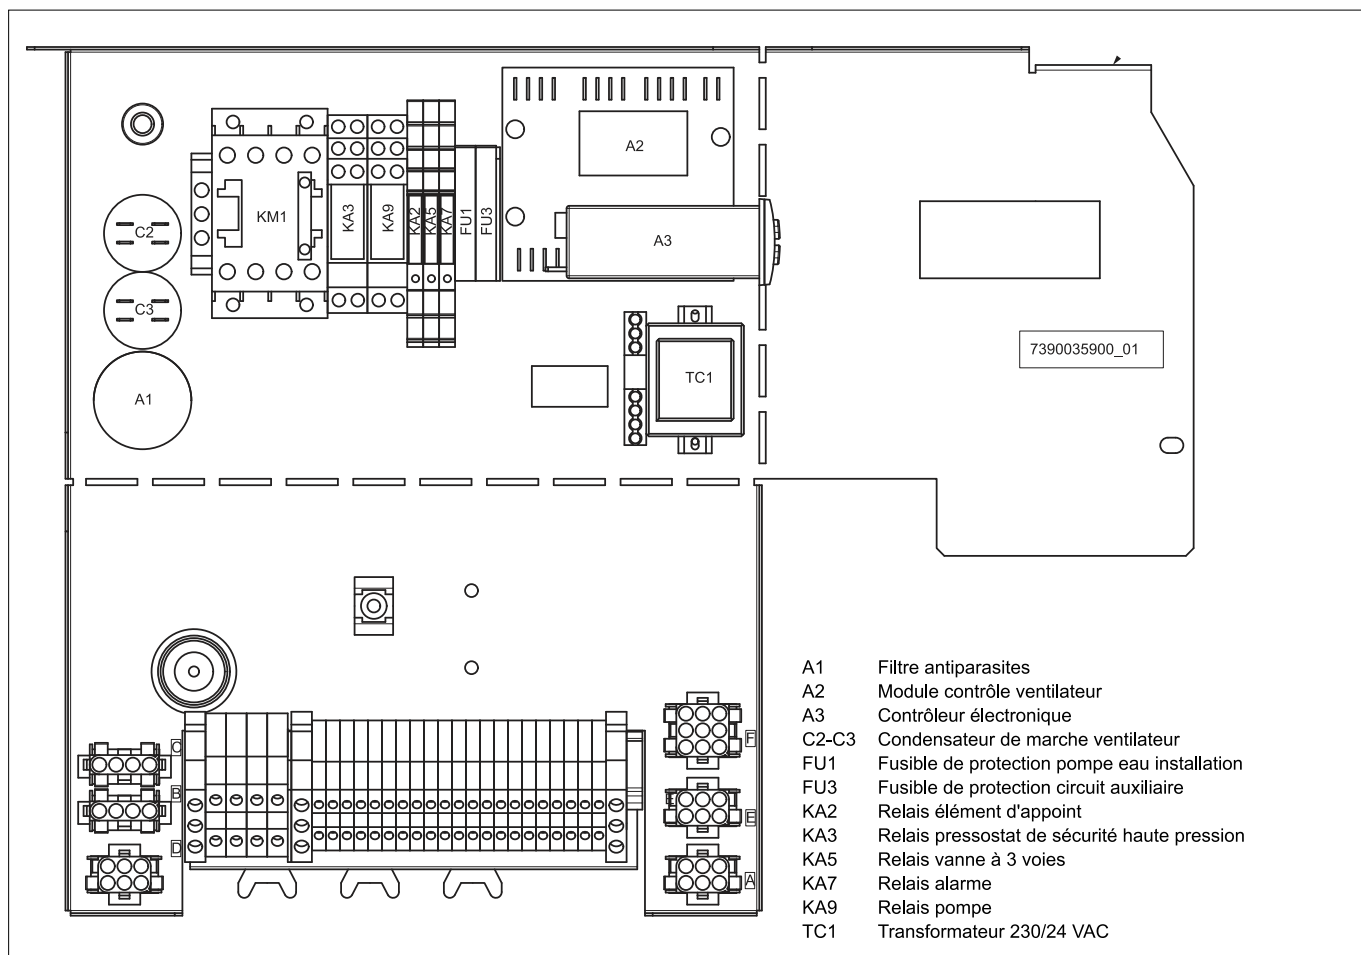 A2
C2
KM1
KA3
KA9
KA2
KA5
KA7
FU1
FU3
A3
C3
7390035900_01
A1
TC1
A1 Filtre antiparasites
A2 Module contrôle ventilateur
A3 Contrôleur électronique
C2-C3 Condensateur de marche ventilateur
FU1 Fusible de protection pompe eau installation
FU3 Fusible de protection circuit auxiliaire
KA2 Relais élément d'appoint
KA3 Relais pressostat de sécurité haute pression
KA5 Relais vanne à 3 voies
KA7 Relais alarme
KA9 Relais pompe
TC1 Transformateur 230/24 VAC
C
F
B
E
D
A